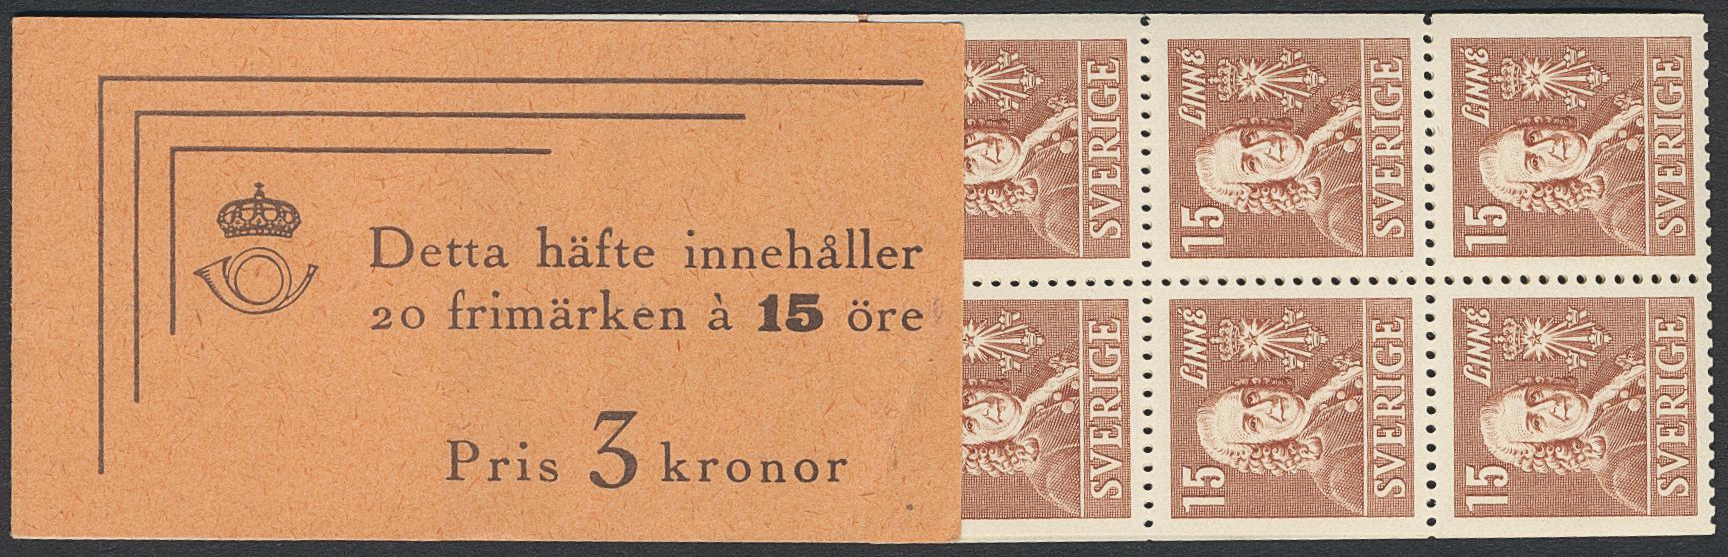 Detta häfte innehåller
20 frimärken à 15 öre
Pris 3 kronor
SVERIGE
LINNÉ
15
SVERIGE
LINNÉ
15
SVERIGE
SVERIGE
LINNÉ
15
SVERIGE
LINNÉ
15
SVERIGE